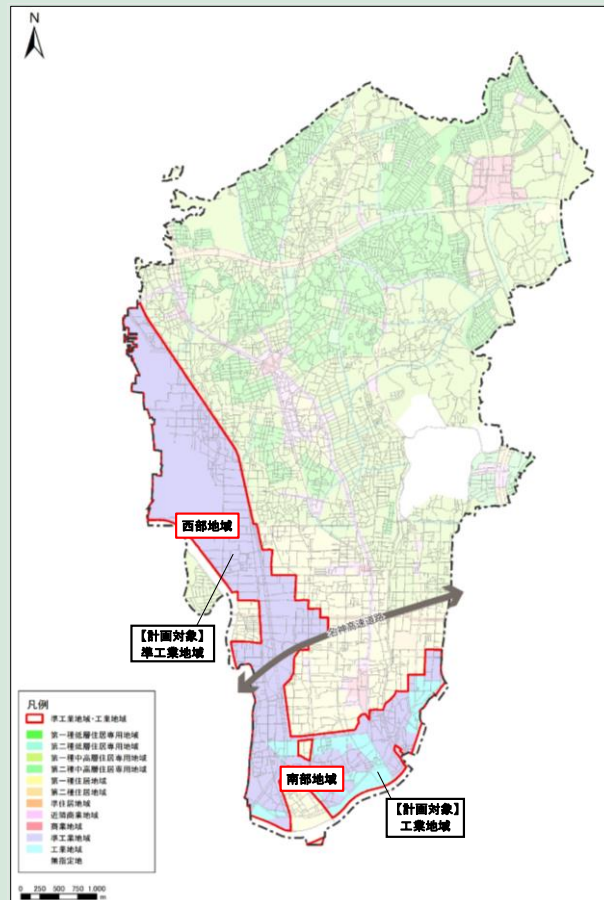 N
西部地域
【計画対象】
準工業地域
名神高速道路
南部地域
【計画対象】
工業地域
凡例
準工業地域・工業地域
第一種低層住居専用地域
第二種低層住居専用地域
第一種中高層住居専用地域
第二種中高層住居専用地域
第一種住居地域
第二種住居地域
準住居地域
近隣商業地域
商業地域
準工業地域
工業地域
無指定地
0 250 500 750 1,000
m